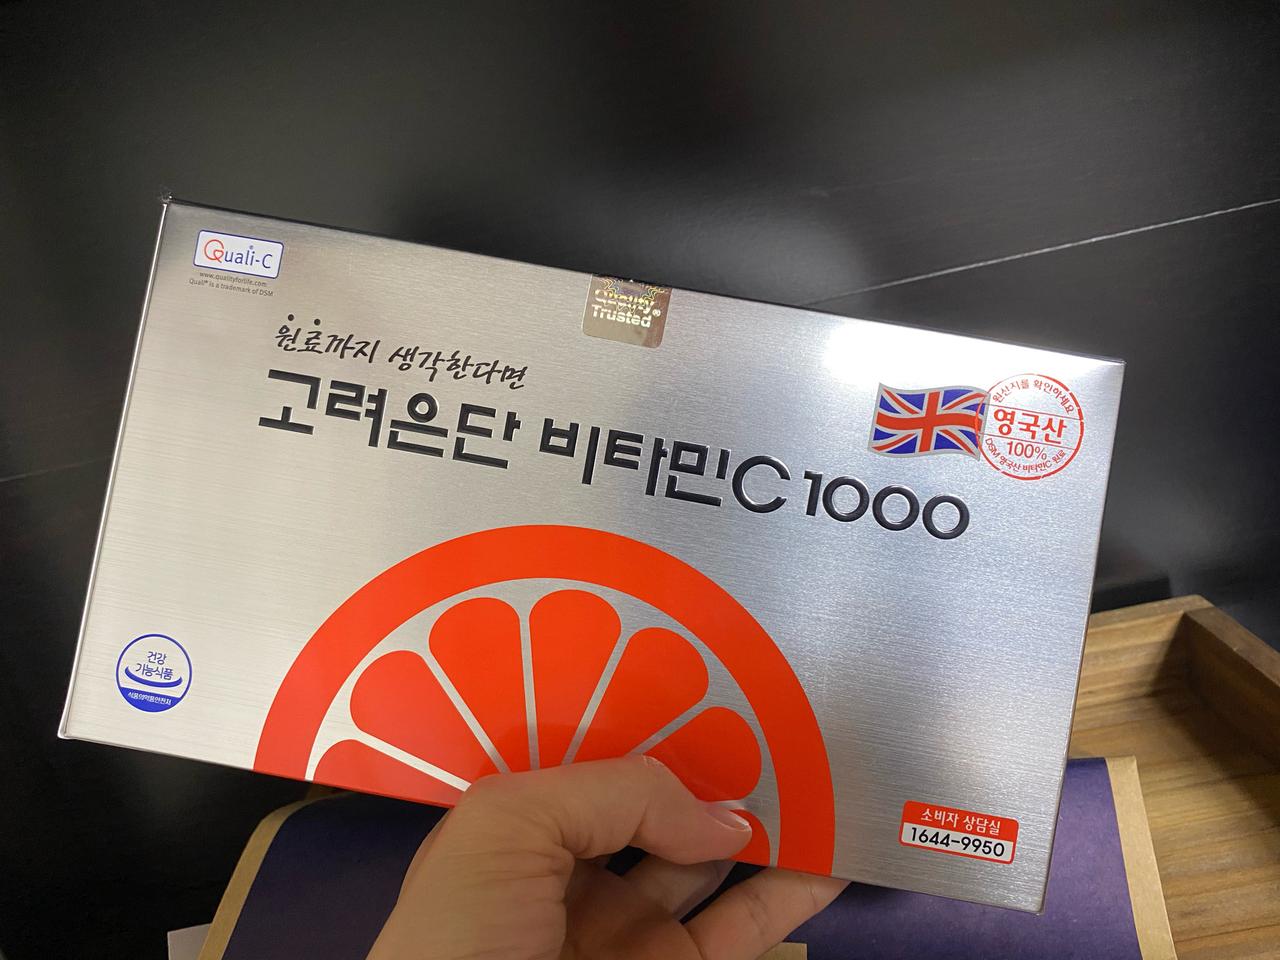 Quali-C
www.qualityforlife.com
Quali® is a trademark of DSM
Quality
Trusted®
원료까지 생각한다면
고려은단 비타민C 1000
원산지를 확인하세요
영국산
100%
DSM 영국산 비타민C 원료
건강
기능식품
식품의약품안전처
소비자 상담실
1644-9950